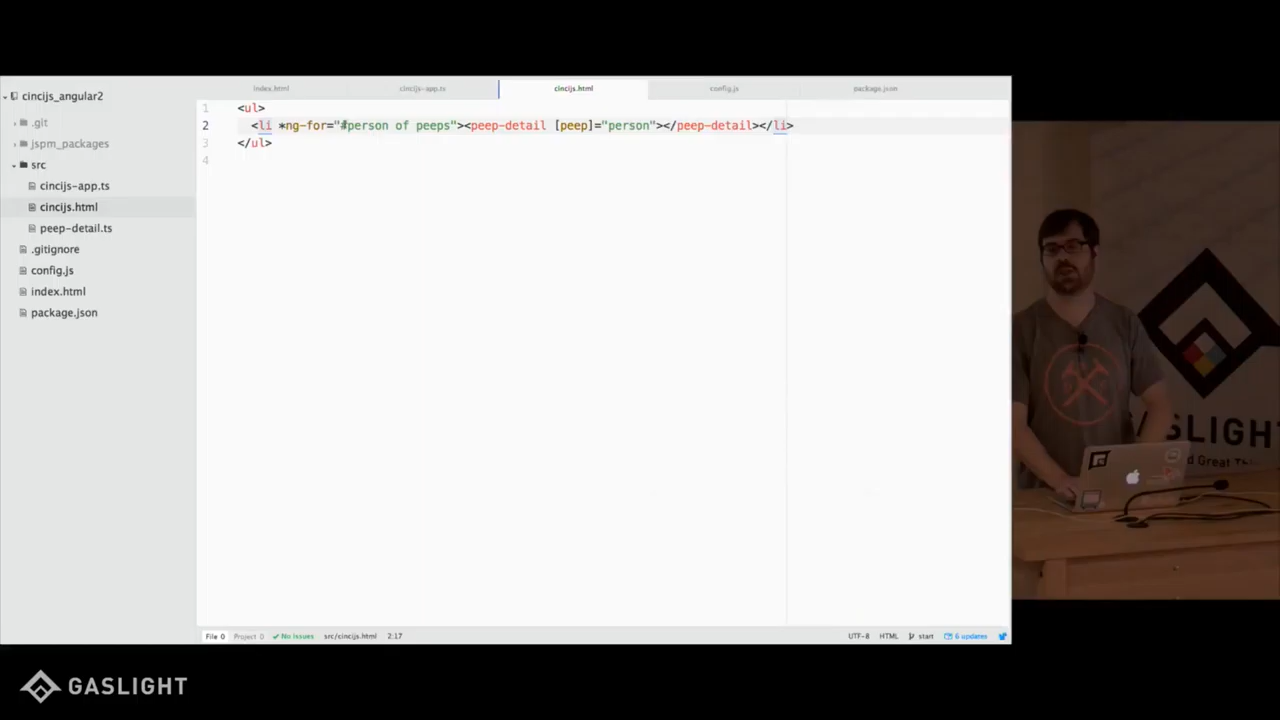 cincijs_angular2
.git
jspm_packages
src
cincijs-app.ts
cincijs.html
peep-detail.ts
.gitignore
config.js
index.html
package.json
index.html
cincijs-app.ts
cincijs.html
config.js
package.json
1 <ul>
2 <li *ng-for="#person of peeps"><peep-detail [peep]="person"></peep-detail></li>
3 </ul>
4
File 0 Project 0 No Issues src/cincijs.html 2:17 UTF-8 HTML start 6 updates
GASLIGHT
d Great
GASLIGHT